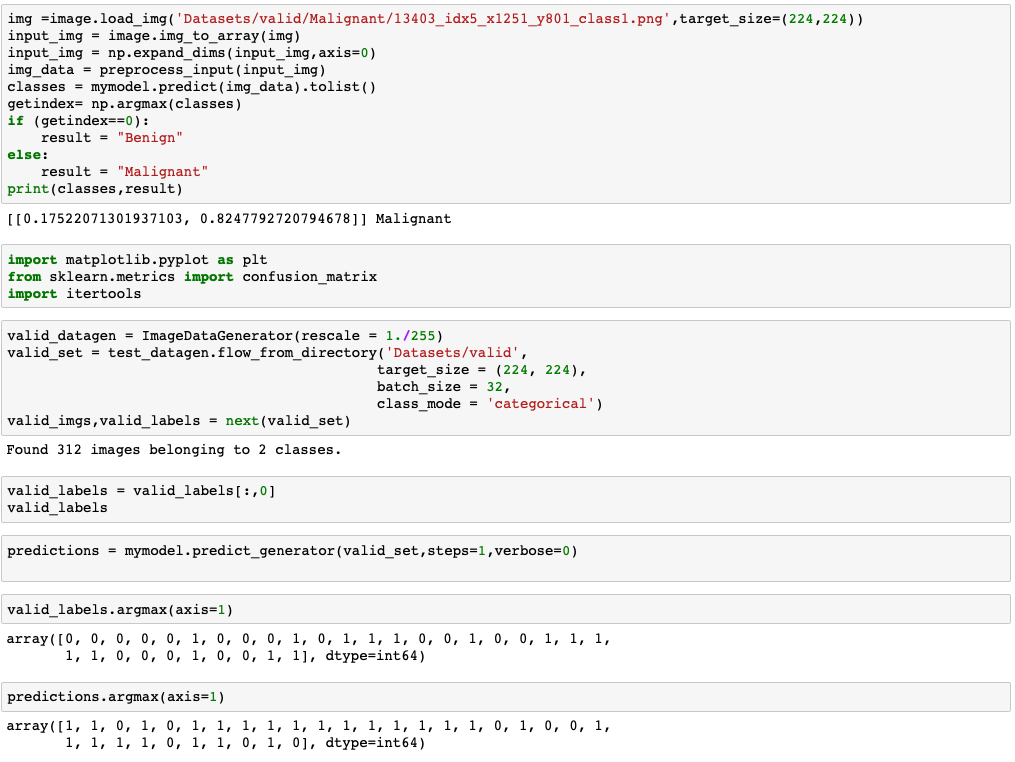 img =image.load_img('Datasets/valid/Malignant/13403_idx5_x1251_y801_class1.png',target_size=(224,224))
input_img = image.img_to_array(img)
input_img = np.expand_dims(input_img,axis=0)
img_data = preprocess_input(input_img)
classes = mymodel.predict(img_data).tolist()
getindex= np.argmax(classes)
if (getindex==0):
    result = "Benign"
else:
    result = "Malignant"
print(classes,result)
[[0.17522071301937103, 0.8247792720794678]] Malignant
import matplotlib.pyplot as plt
from sklearn.metrics import confusion_matrix
import itertools
valid_datagen = ImageDataGenerator(rescale = 1./255)
valid_set = test_datagen.flow_from_directory('Datasets/valid',
                                            target_size = (224, 224),
                                            batch_size = 32,
                                            class_mode = 'categorical')
valid_imgs,valid_labels = next(valid_set)
Found 312 images belonging to 2 classes.
valid_labels = valid_labels[:,0]
valid_labels
predictions = mymodel.predict_generator(valid_set,steps=1,verbose=0)
valid_labels.argmax(axis=1)
array([0, 0, 0, 0, 0, 1, 0, 0, 0, 1, 0, 1, 1, 1, 0, 0, 1, 0, 0, 1, 1, 1,
       1, 1, 0, 0, 0, 1, 0, 0, 1, 1], dtype=int64)
predictions.argmax(axis=1)
array([1, 1, 0, 1, 0, 1, 1, 1, 1, 1, 1, 1, 1, 1, 1, 1, 1, 0, 1, 0, 0, 1,
       1, 1, 1, 1, 0, 1, 1, 0, 1, 0], dtype=int64)